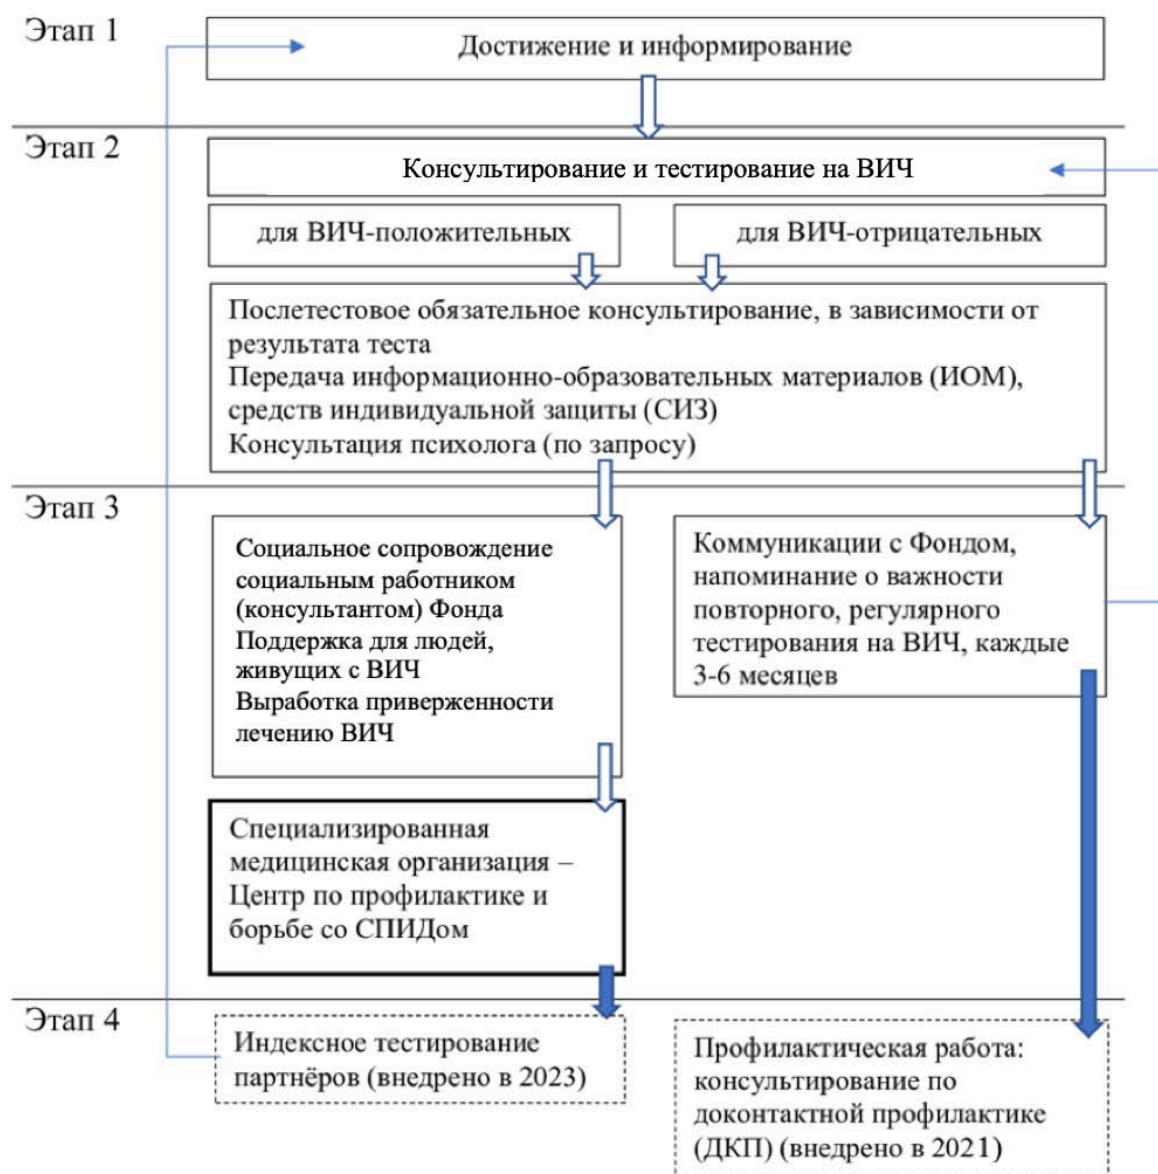 Этап 1
Достижение и информирование
Этап 2
Консультирование и тестирование на ВИЧ
для ВИЧ-положительных
для ВИЧ-отрицательных
Послетестовое обязательное консультирование, в зависимости от
результата теста
Передача информационно-образовательных материалов (ИОМ),
средств индивидуальной защиты (СИЗ)
Консультация психолога (по запросу)
Этап 3
Социальное сопровождение
социальным работником
(консультантом) Фонда
Поддержка для людей,
живущих с ВИЧ
Выработка приверженности
лечению ВИЧ
Коммуникации с Фондом,
напоминание о важности
повторного, регулярного
тестирования на ВИЧ, каждые
3-6 месяцев
Специализированная
медицинская организация –
Центр по профилактике и
борьбе со СПИДом
Этап 4
Индексное тестирование
партнёров (внедрено в 2023)
Профилактическая работа:
консультирование по
доконтактной профилактике
(ДКП) (внедрено в 2021)